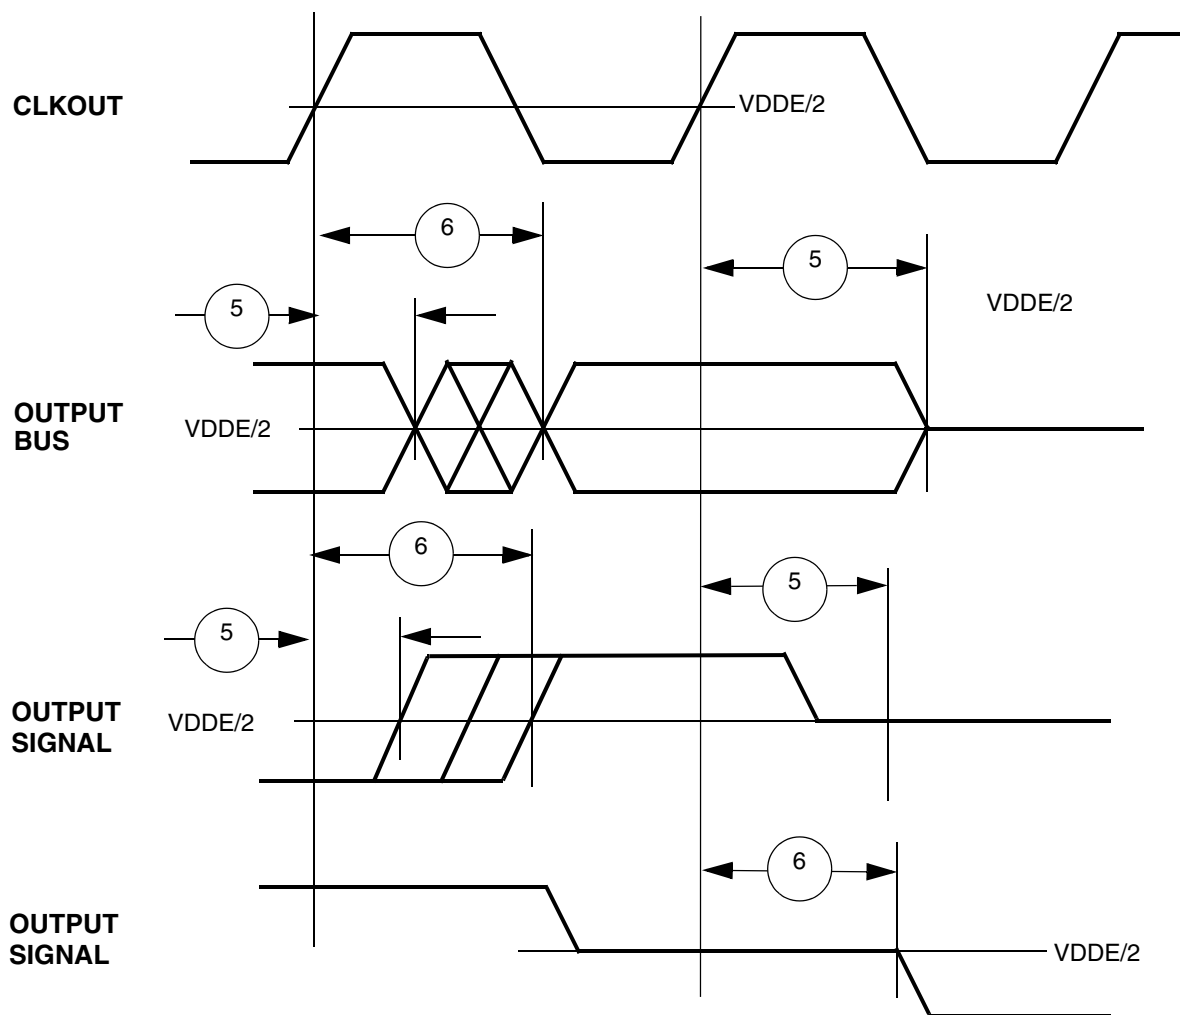 CLKOUT
VDDE/2
6
5
5
VDDE/2
OUTPUT
BUS
VDDE/2
6
5
5
OUTPUT
SIGNAL
VDDE/2
6
OUTPUT
SIGNAL
VDDE/2